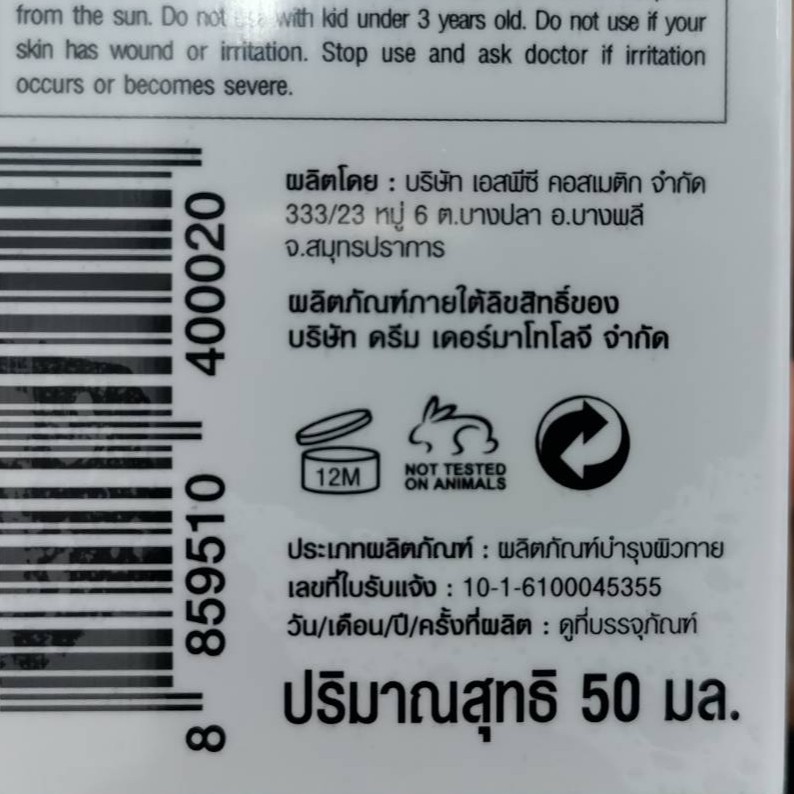 from the sun. Do not use with kid under 3 years old. Do not use if your
skin has wound or irritation. Stop use and ask doctor if irritation
occurs or becomes severe.
ผลิตโดย : บริษัท เอสพีซี คอสเมติก จำกัด
333/23 หมู่ 6 ต.บางปลา อ.บางพลี
จ.สมุทรปราการ
ผลิตภัณฑ์ภายใต้ลิขสิทธิ์ของ
บริษัท ดรีม เดอร์มาโทโลจี จำกัด
12M
NOT TESTED
ON ANIMALS
ประเภทผลิตภัณฑ์ : ผลิตภัณฑ์บำรุงผิวกาย
เลขที่ใบรับแจ้ง : 10-1-6100045355
วัน/เดือน/ปี/ครั้งที่ผลิต : ดูที่บรรจุภัณฑ์
ปริมาณสุทธิ 50 มล.
8 859510 400020